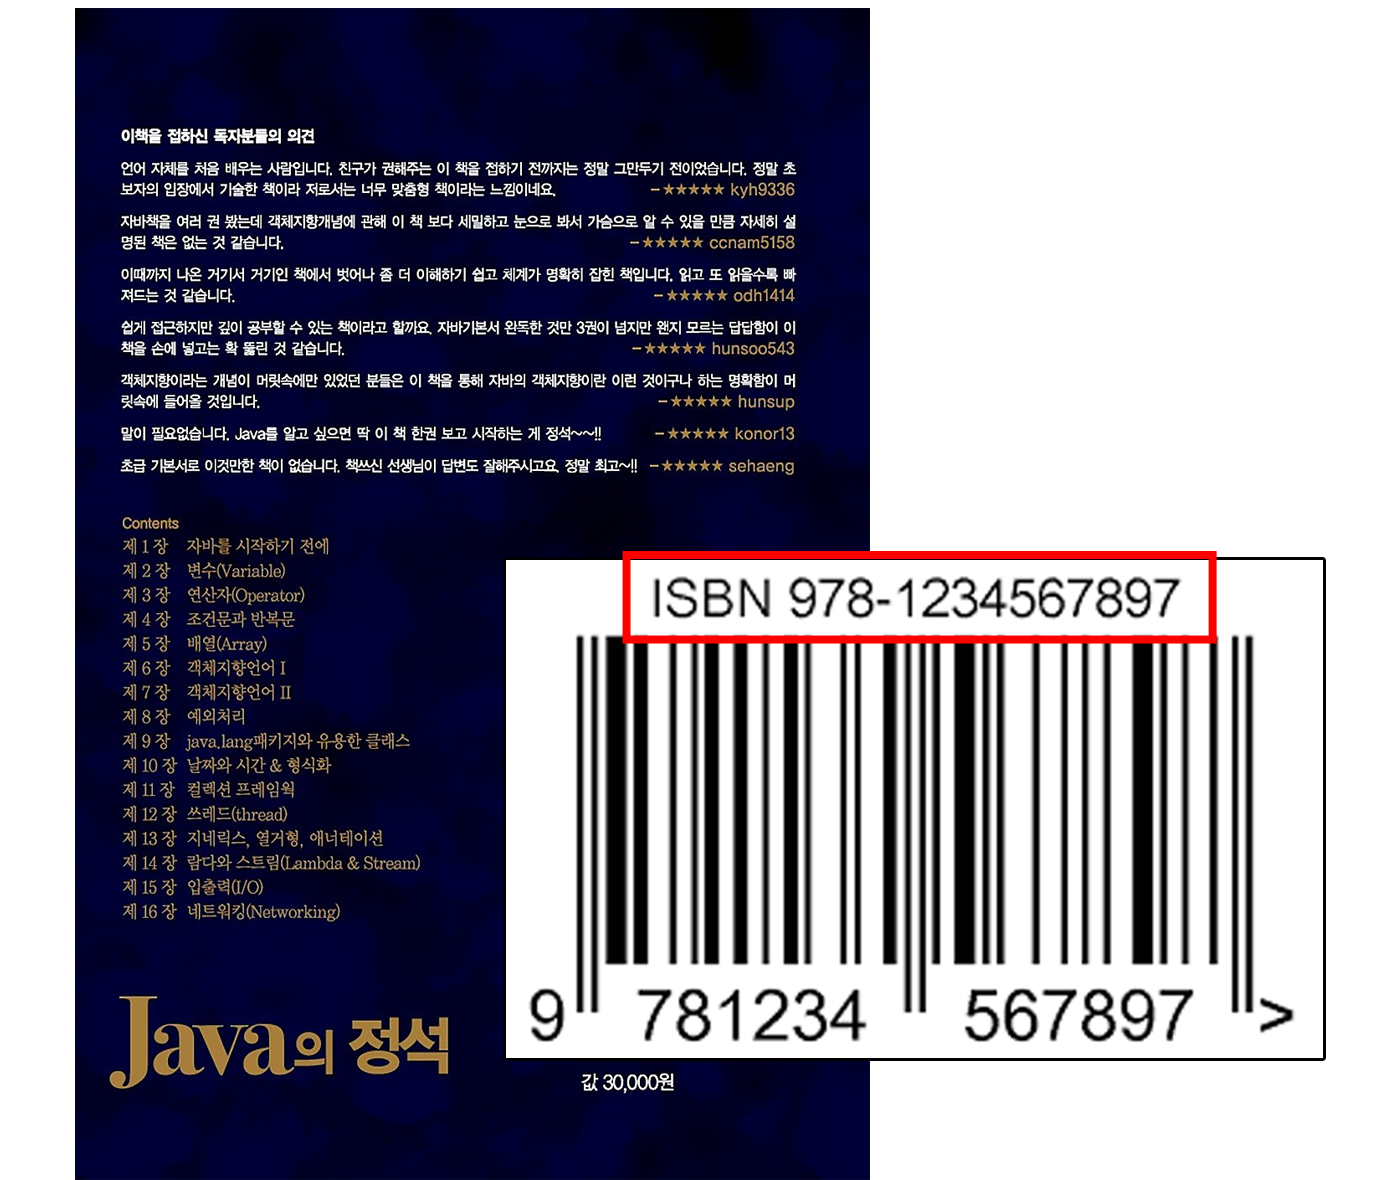 이책을 접하신 독자분들의 의견
언어 자체를 처음 배우는 사람입니다. 친구가 권해주는 이 책을 접하기 전까지는 정말 그만두기 전이었습니다. 정말 초
보자의 입장에서 기술한 책이라 저로서는 너무 맞춤형 책이라는 느낌이네요. –★★★★★ kyh9336
자바책을 여러 권 봤는데 객체지향개념에 관해 이 책 보다 세밀하고 눈으로 봐서 가슴으로 알 수 있을 만큼 자세히 설
명된 책은 없는 것 같습니다. –★★★★★ ccnam5158
이때까지 나온 거기서 거기인 책에서 벗어나 좀 더 이해하기 쉽고 체계가 명확히 잡힌 책입니다. 읽고 또 읽을수록 빠
져드는 것 같습니다. –★★★★★ odh1414
쉽게 접근하지만 깊이 공부할 수 있는 책이라고 할까요. 자바기본서 완독한 것만 3권이 넘지만 왠지 모르는 답답함이 이
책을 손에 넣고는 확 뚫린 것 같습니다. –★★★★★ hunsoo543
객체지향이라는 개념이 머릿속에만 있었던 분들은 이 책을 통해 자바의 객체지향이란 이런 것이구나 하는 명확함이 머
릿속에 들어올 것입니다. –★★★★★ hunsup
말이 필요없습니다. Java를 알고 싶으면 딱 이 책 한권 보고 시작하는 게 정석~~!! –★★★★★ konor13
초급 기본서로 이것만한 책이 없습니다. 책쓰신 선생님이 답변도 잘해주시고요. 정말 최고~!! –★★★★★ sehaeng
Contents
제 1 장 자바를 시작하기 전에
제 2 장 변수(Variable)
제 3 장 연산자(Operator)
제 4 장 조건문과 반복문
제 5 장 배열(Array)
제 6 장 객체지향언어 I
제 7 장 객체지향언어 II
제 8 장 예외처리
제 9 장 java.lang패키지와 유용한 클래스
제 10 장 날짜와 시간 & 형식화
제 11 장 컬렉션 프레임웍
제 12 장 쓰레드(thread)
제 13 장 지네릭스, 열거형, 애너테이션
제 14 장 람다와 스트림(Lambda & Stream)
제 15 장 입출력(I/O)
제 16 장 네트워킹(Networking)
Java의 정석
ISBN 978-1234567897
9 781234 567897 >
값 30,000원